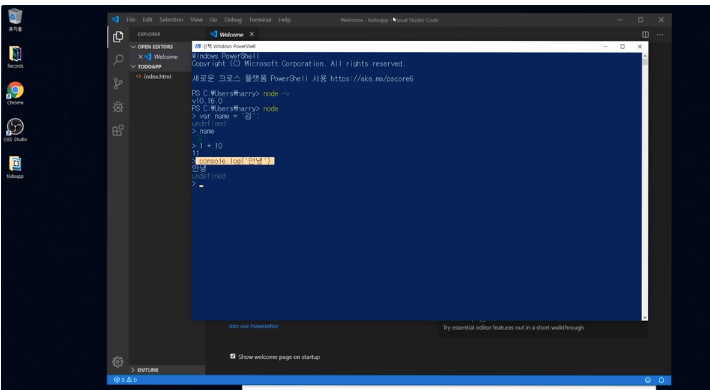 File Edit Selection View Go Debug Terminal Help
Welcome - todoapp - Visual Studio Code
휴지통
Records
Chrome
OBS Studio
todoapp
EXPLORER
OPEN EDITORS
Welcome
TODOAPP
index.html
OUTLINE
Welcome
선택 Windows PowerShell
Windows PowerShell
Copyright (C) Microsoft Corporation. All rights reserved.
새로운 크로스 플랫폼 PowerShell 사용 https://aka.ms/pscore6
PS C:₩Users₩harry> node -v
v10.16.0
PS C:₩Users₩harry> node
> var name = '김';
undefined
> name
> 1 + 10
11
> console.log('안녕')
안녕
undefined
>
Join our Newsletter
Try essential editor features out in a short walkthrough
Show welcome page on startup
0 0